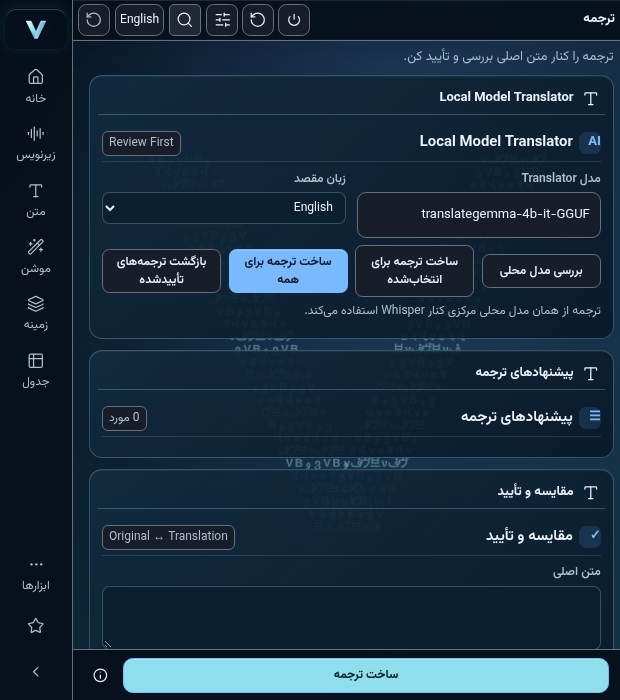 ترجمه
English
ترجمه را کنار متن اصلی بررسی و تأیید کن.
خانه
زیرنویس
متن
موشن
زمینه
جدول
ابزارها
Local Model Translator
AI
Local Model Translator
Review First
مدل Translator
زبان مقصد
translategemma-4b-it-GGUF
English
بررسی مدل محلی
ساخت ترجمه برای
انتخاب‌شده
ساخت ترجمه برای
همه
بازگشت ترجمه‌های
تأییدشده
ترجمه از همان مدل محلی مرکزی کنار Whisper استفاده می‌کند.
پیشنهادهای ترجمه
پیشنهادهای ترجمه
0 مورد
مقایسه و تأیید
مقایسه و تأیید
Original ↔ Translation
متن اصلی
ساخت ترجمه